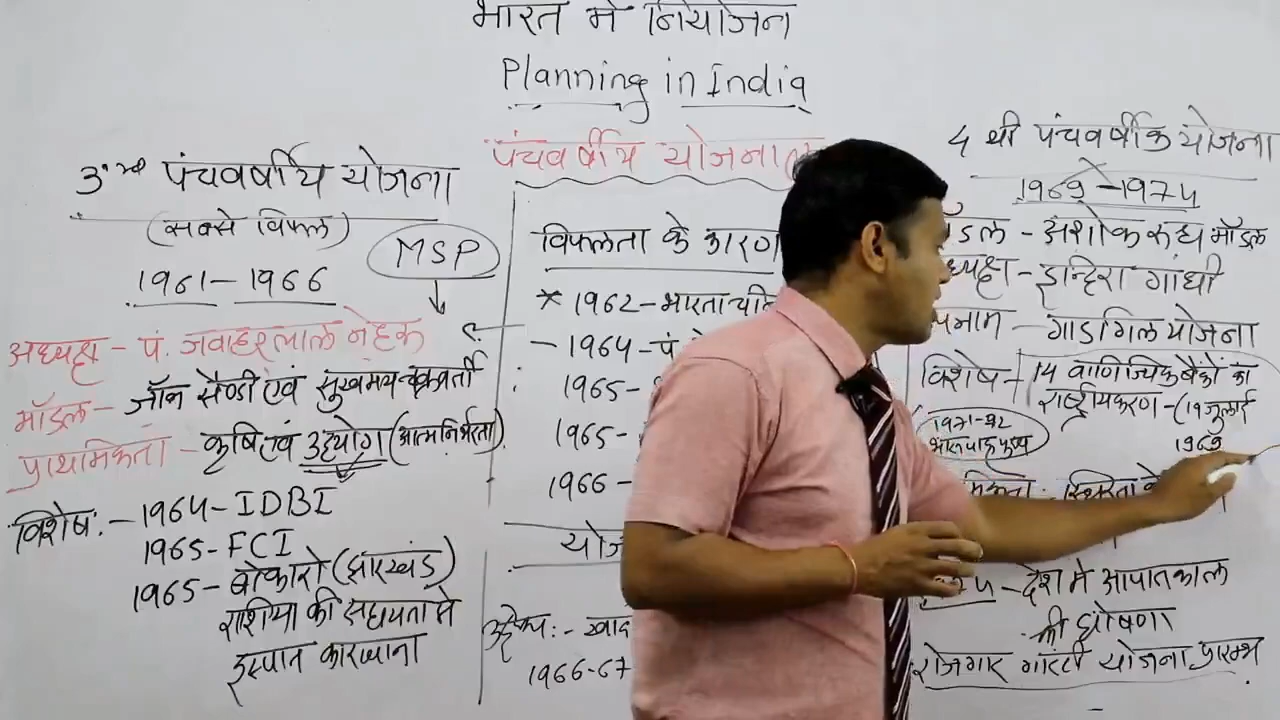 भारत में नियोजन
Planning in India
पंचवर्षीय योजनाएं
3rd पंचवर्षीय योजना
(सबसे विफल)
MSP
1961-1966
अध्यक्ष - पं. जवाहरलाल नेहरू
मॉडल - जॉन सैण्डी एवं सुखमय चक्रवर्ती
प्राथमिकता - कृषि एवं उद्योग (आत्मनिर्भरता)
विशेष :- 1964-IDBI
1965-FCI
1965-बोकारो (झारखंड)
राशिया की सहायता से
इस्पात कारखाना
विफलता के कारण
* 1962-भारत चीन
- 1964-पं
1965-
1965-
1966-
उद्देश्य :-
1966-67
4 थी पंचवर्षीक योजना
1969-1974
मॉडल - अशोक रुद्र मॉडल
अध्यक्ष - इन्दिरा गांधी
उपनाम - गाडगिल योजना
विशेष - 14 वाणिज्यिक बैंकों का
राष्ट्रीयकरण - (19 जुलाई
1969
1971-
भारत पाक युध्द
स्थिरता के
- देश में आपातकाल
की घोषणा
रोजगार गारंटी योजना प्रारम्भ